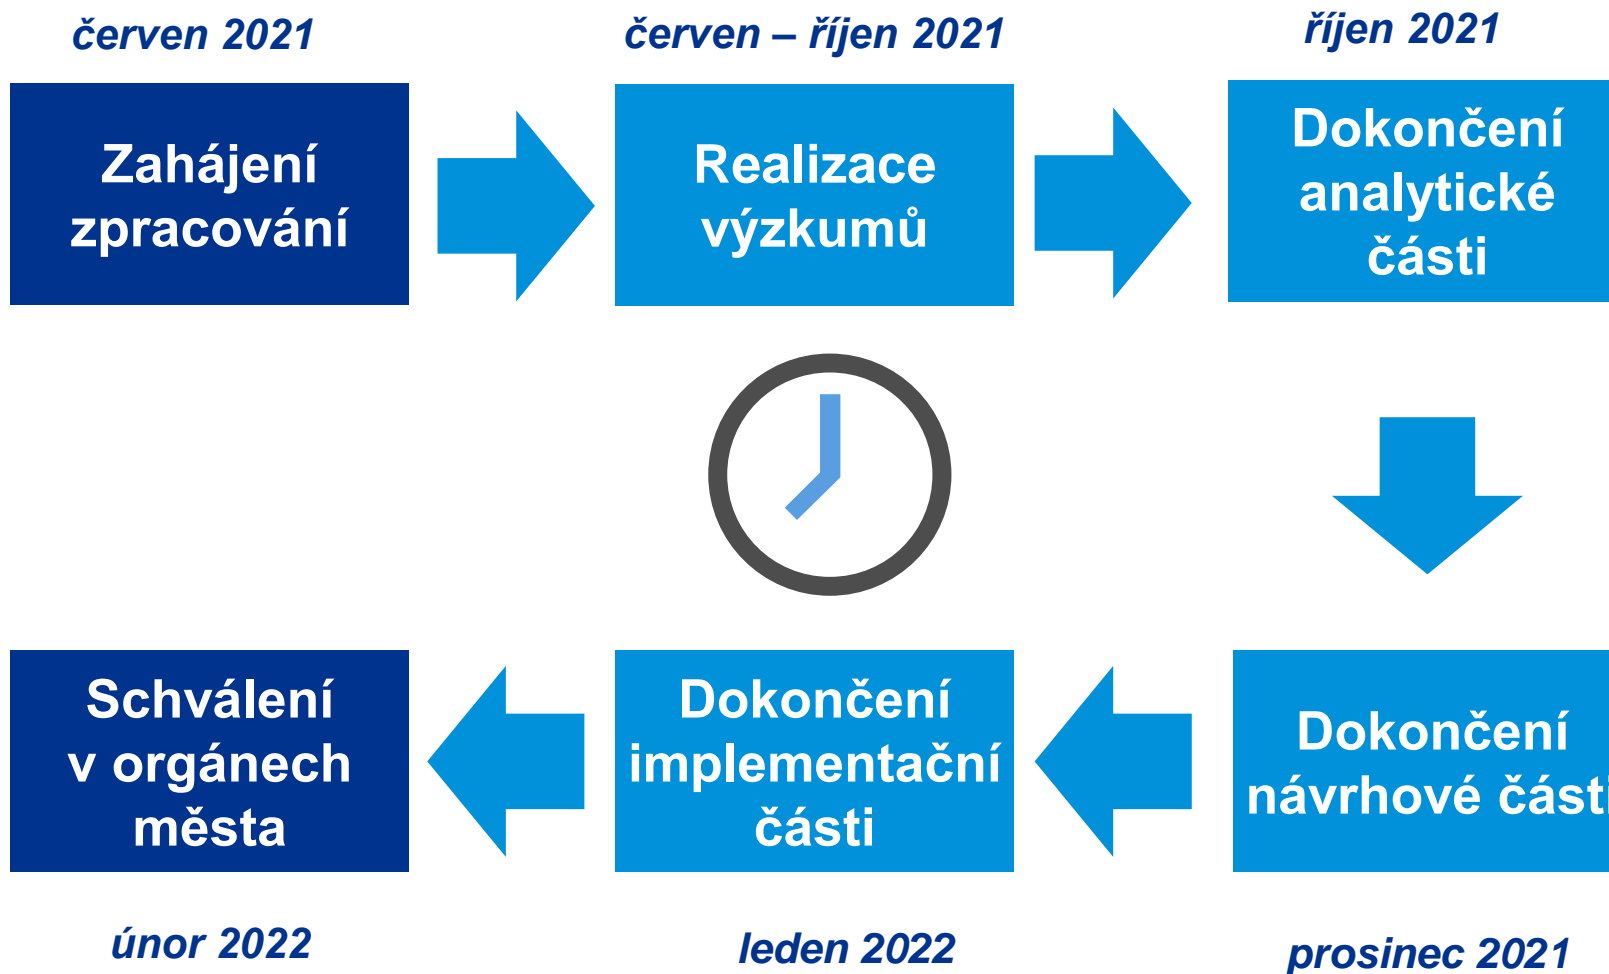 červen 2021
Zahájení
zpracování
červen – říjen 2021
Realizace
výzkumů
říjen 2021
Dokončení
analytické
části
prosinec 2021
Dokončení
návrhové části
leden 2022
Dokončení
implementační
části
únor 2022
Schválení
v orgánech
města